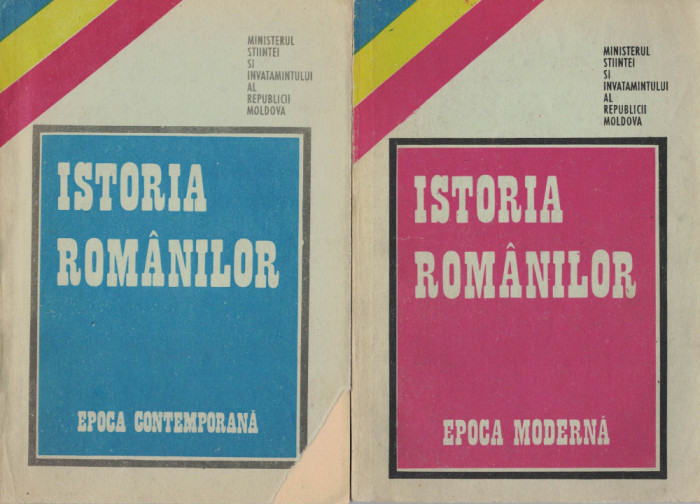 MINISTERUL
STIINTEI
SI
INVATAMINTULUI
AL
REPUBLICII
MOLDOVA
ISTORIA
ROMÂNILOR
EPOCA CONTEMPORANĂ
MINISTERUL
STIINTEI
SI
INVATAMINTULUI
AL
REPUBLICII
MOLDOVA
ISTORIA
ROMÂNILOR
EPOCA MODERNĂ